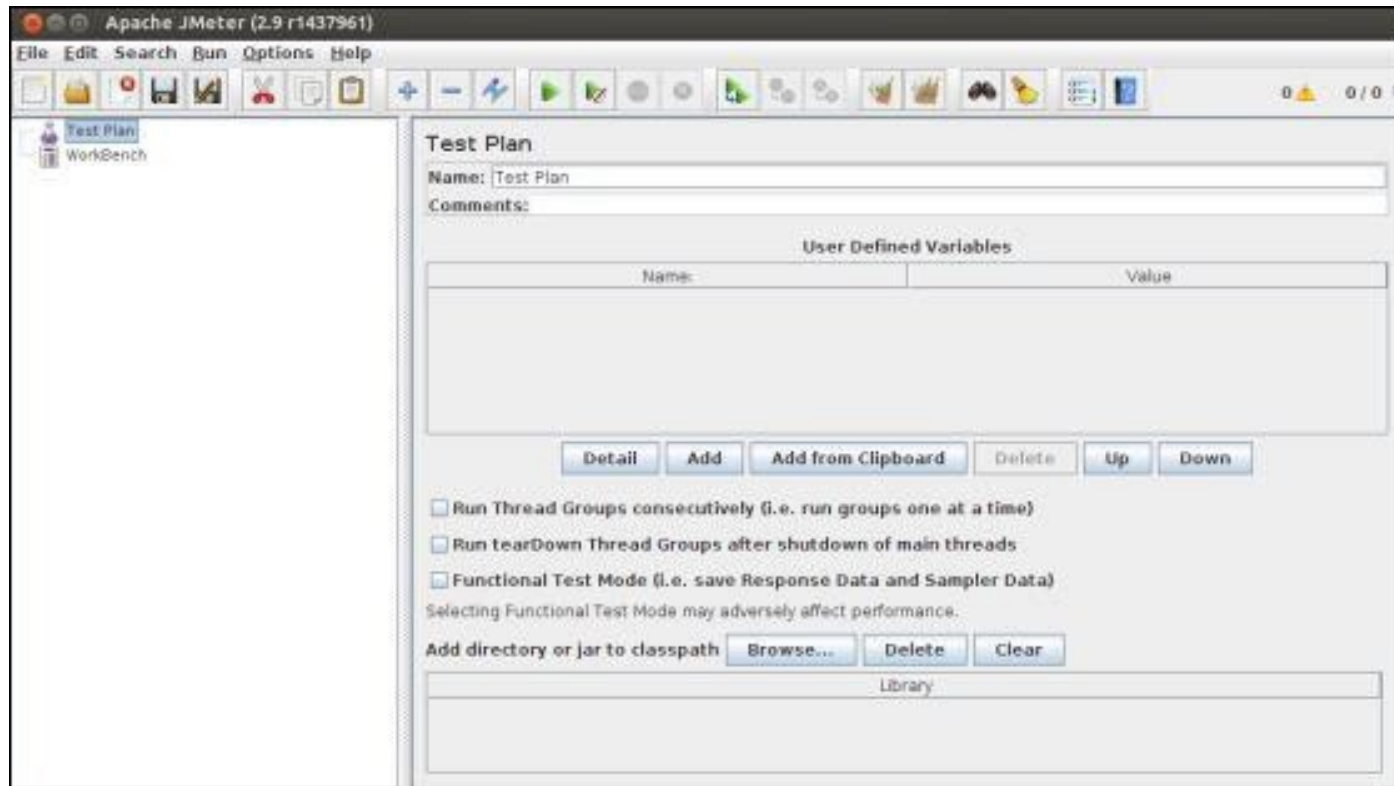 Apache JMeter (2.9 r1437961)
File Edit Search Run Options Help
0 0 / 0
Test Plan
WorkBench
Test Plan
Name: Test Plan
Comments:
User Defined Variables
Name: Value
Detail Add Add from Clipboard Delete Up Down
Run Thread Groups consecutively (i.e. run groups one at a time)
Run tearDown Thread Groups after shutdown of main threads
Functional Test Mode (i.e. save Response Data and Sampler Data)
Selecting Functional Test Mode may adversely affect performance.
Add directory or jar to classpath Browse... Delete Clear
Library